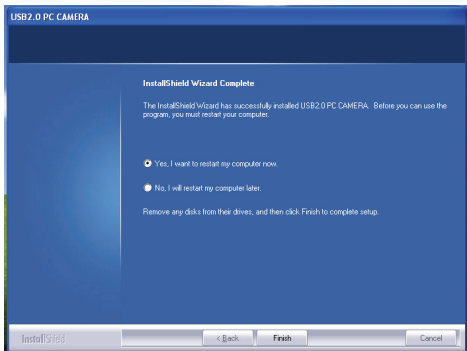 USB2.0 PC CAMERA
InstallShield Wizard Complete
The InstallShield Wizard has successfully installed USB2.0 PC CAMERA. Before you can use the
program, you must restart your computer.
Yes, I want to restart my computer now.
No, I will restart my computer later.
Remove any disks from their drives, and then click Finish to complete setup.
InstallShield
< Back Finish Cancel